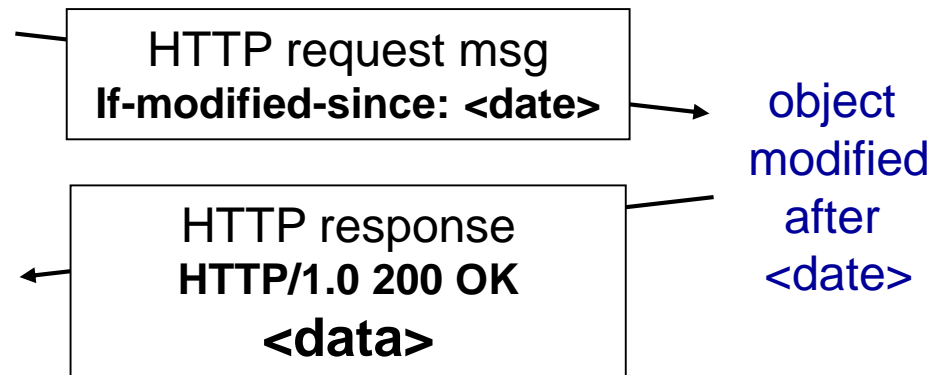 HTTP request msg
If-modified-since: <date>
object
modified
after
<date>
HTTP response
HTTP/1.0 200 OK
<data>